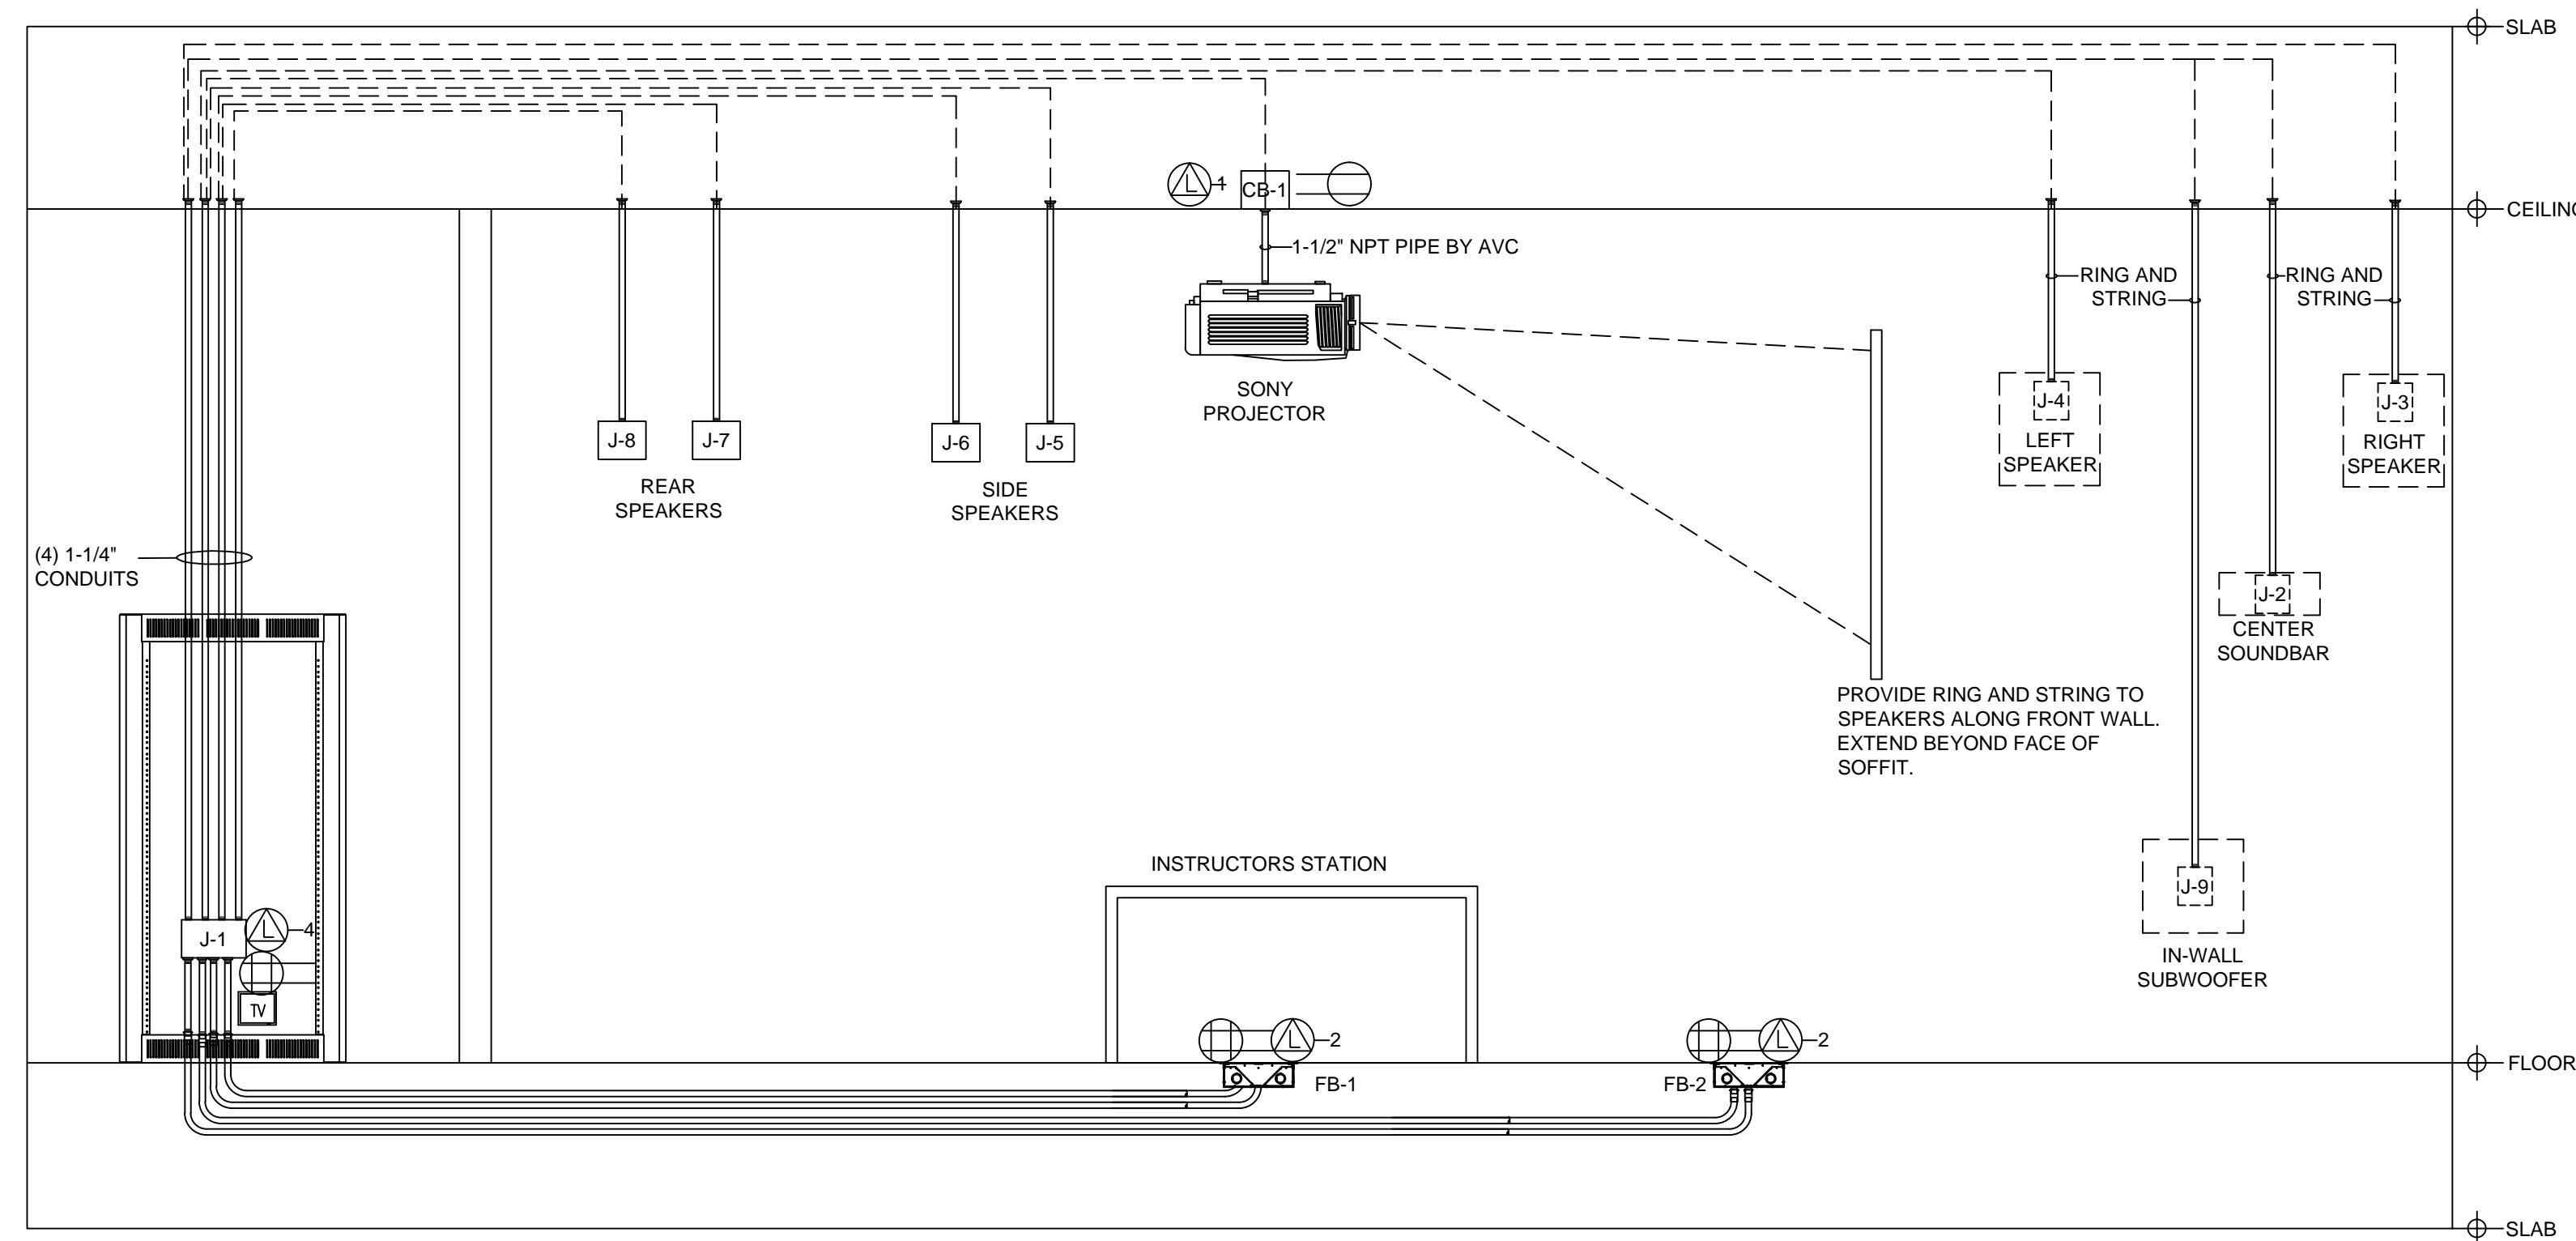 SLAB
CEILING
L
1
CB-1
1-1/2" NPT PIPE BY AVC
RING AND
STRING
RING AND
STRING
SONY
PROJECTOR
J-4
LEFT
SPEAKER
J-3
RIGHT
SPEAKER
J-8
J-7
J-6
J-5
REAR
SPEAKERS
SIDE
SPEAKERS
(4) 1-1/4"
CONDUITS
J-2
CENTER
SOUNDBAR
PROVIDE RING AND STRING TO
SPEAKERS ALONG FRONT WALL.
EXTEND BEYOND FACE OF
SOFFIT.
INSTRUCTORS STATION
J-9
IN-WALL
SUBWOOFER
J-1
L
4
TV
L
2
L
2
FB-1
FB-2
FLOOR
SLAB